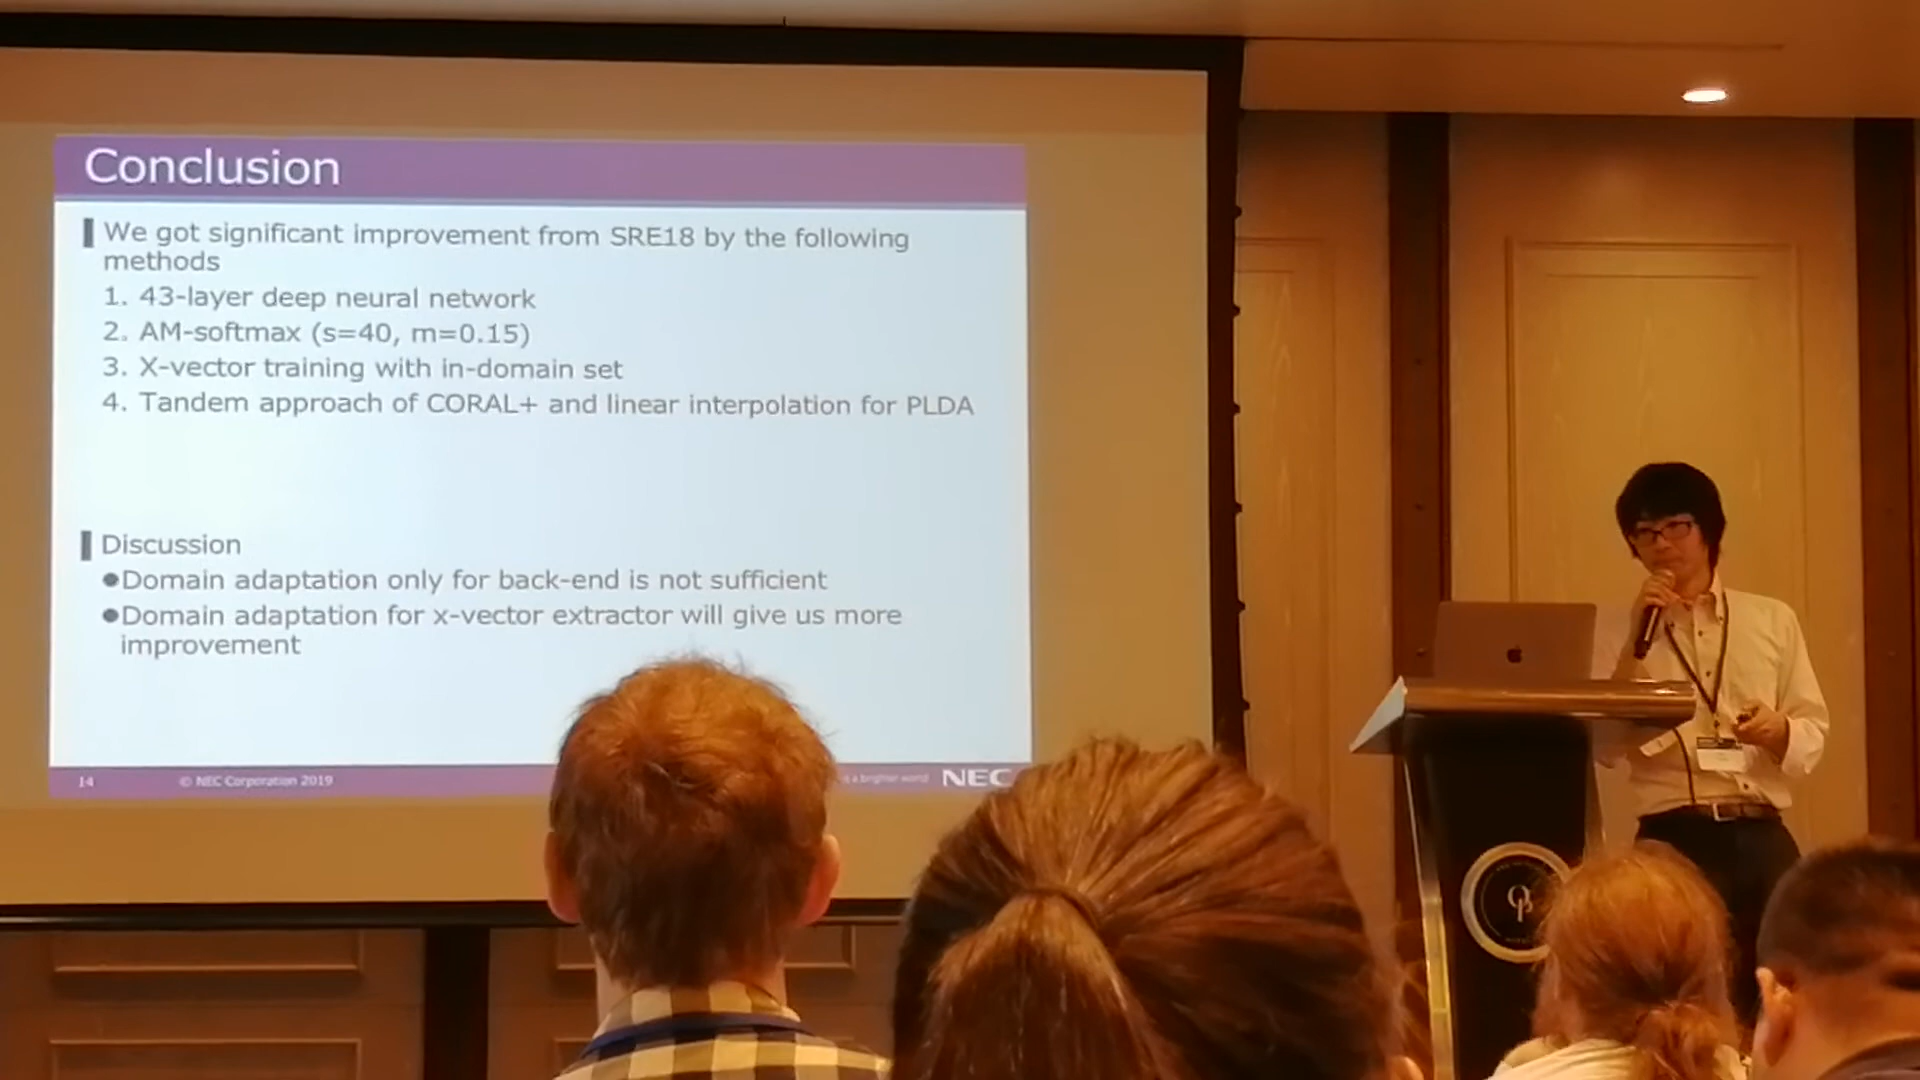 Conclusion
We got significant improvement from SRE18 by the following
methods
1. 43-layer deep neural network
2. AM-softmax (s=40, m=0.15)
3. X-vector training with in-domain set
4. Tandem approach of CORAL+ and linear interpolation for PLDA
Discussion
●Domain adaptation only for back-end is not sufficient
●Domain adaptation for x-vector extractor will give us more
improvement
14 © NEC Corporation 2019 a brighter world NEC